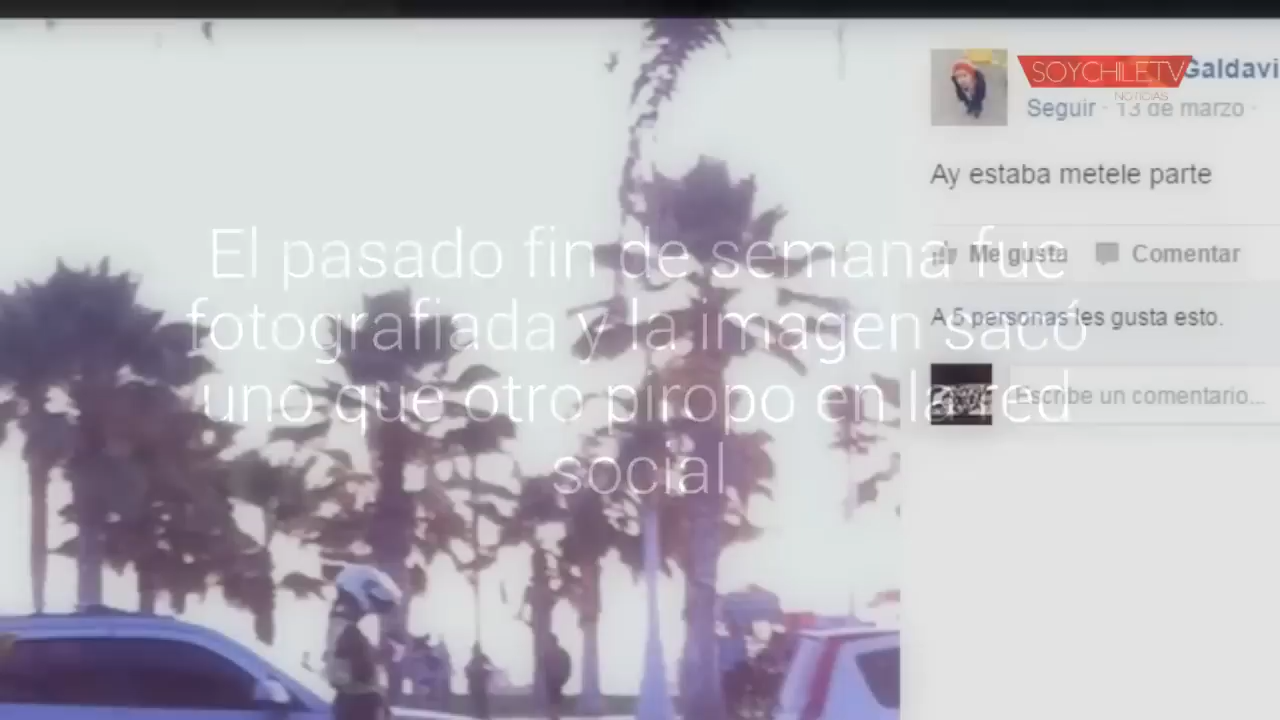 SOYCHILETV
NOTICIAS
Galdavi
Seguir · 13 de marzo ·
Ay estaba metele parte
Me gusta Comentar
A 5 personas les gusta esto.
Escribe un comentario...
El pasado fin de semana fue
fotografiada y la imagen sacó
uno que otro piropo en la red
social